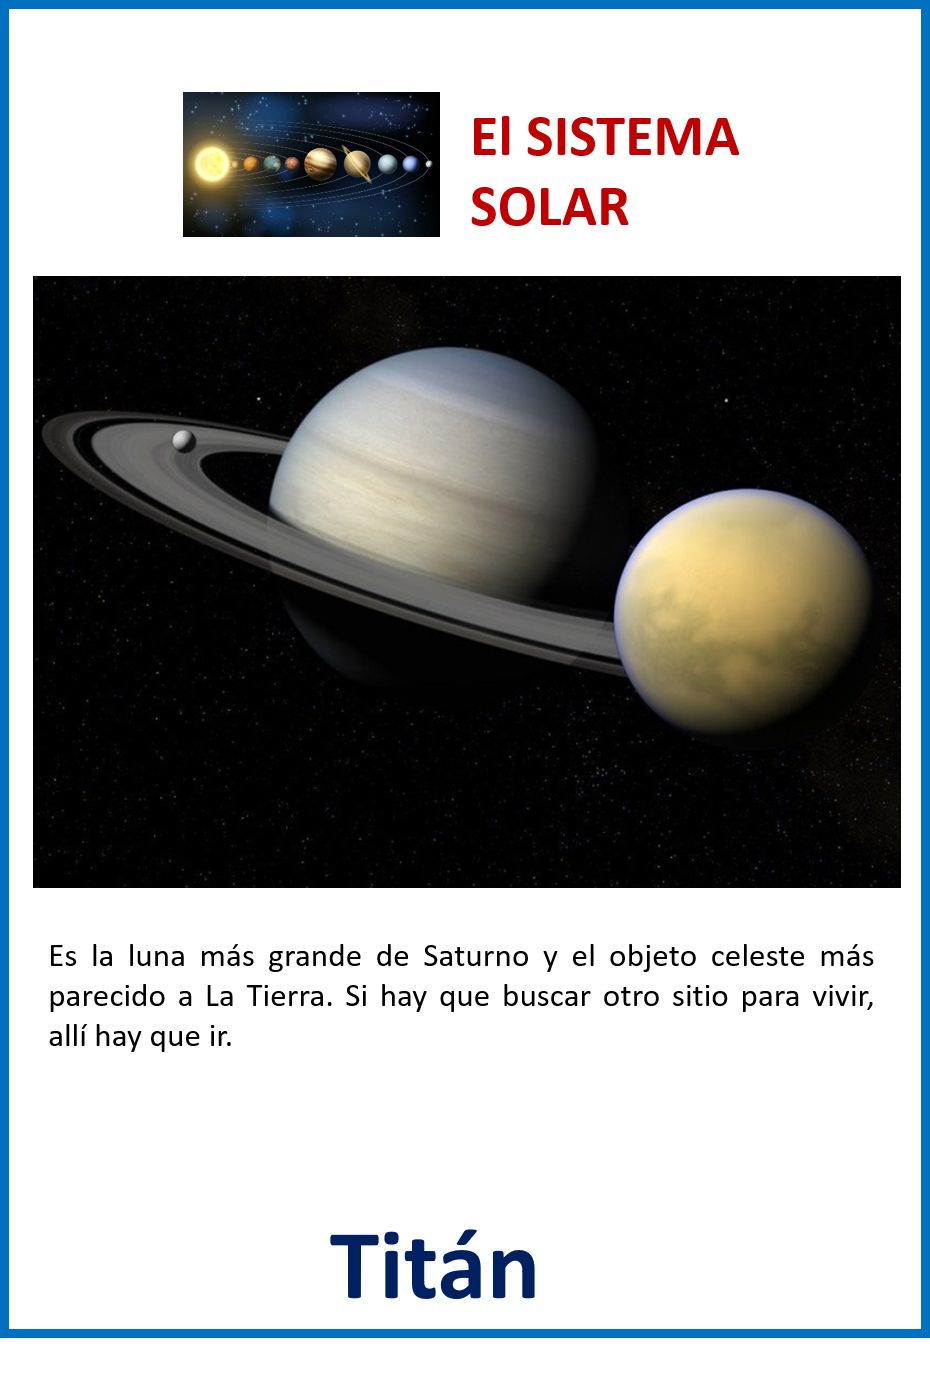 El SISTEMA
SOLAR
Es la luna más grande de Saturno y el objeto celeste más
parecido a La Tierra. Si hay que buscar otro sitio para vivir,
allí hay que ir.
Titán